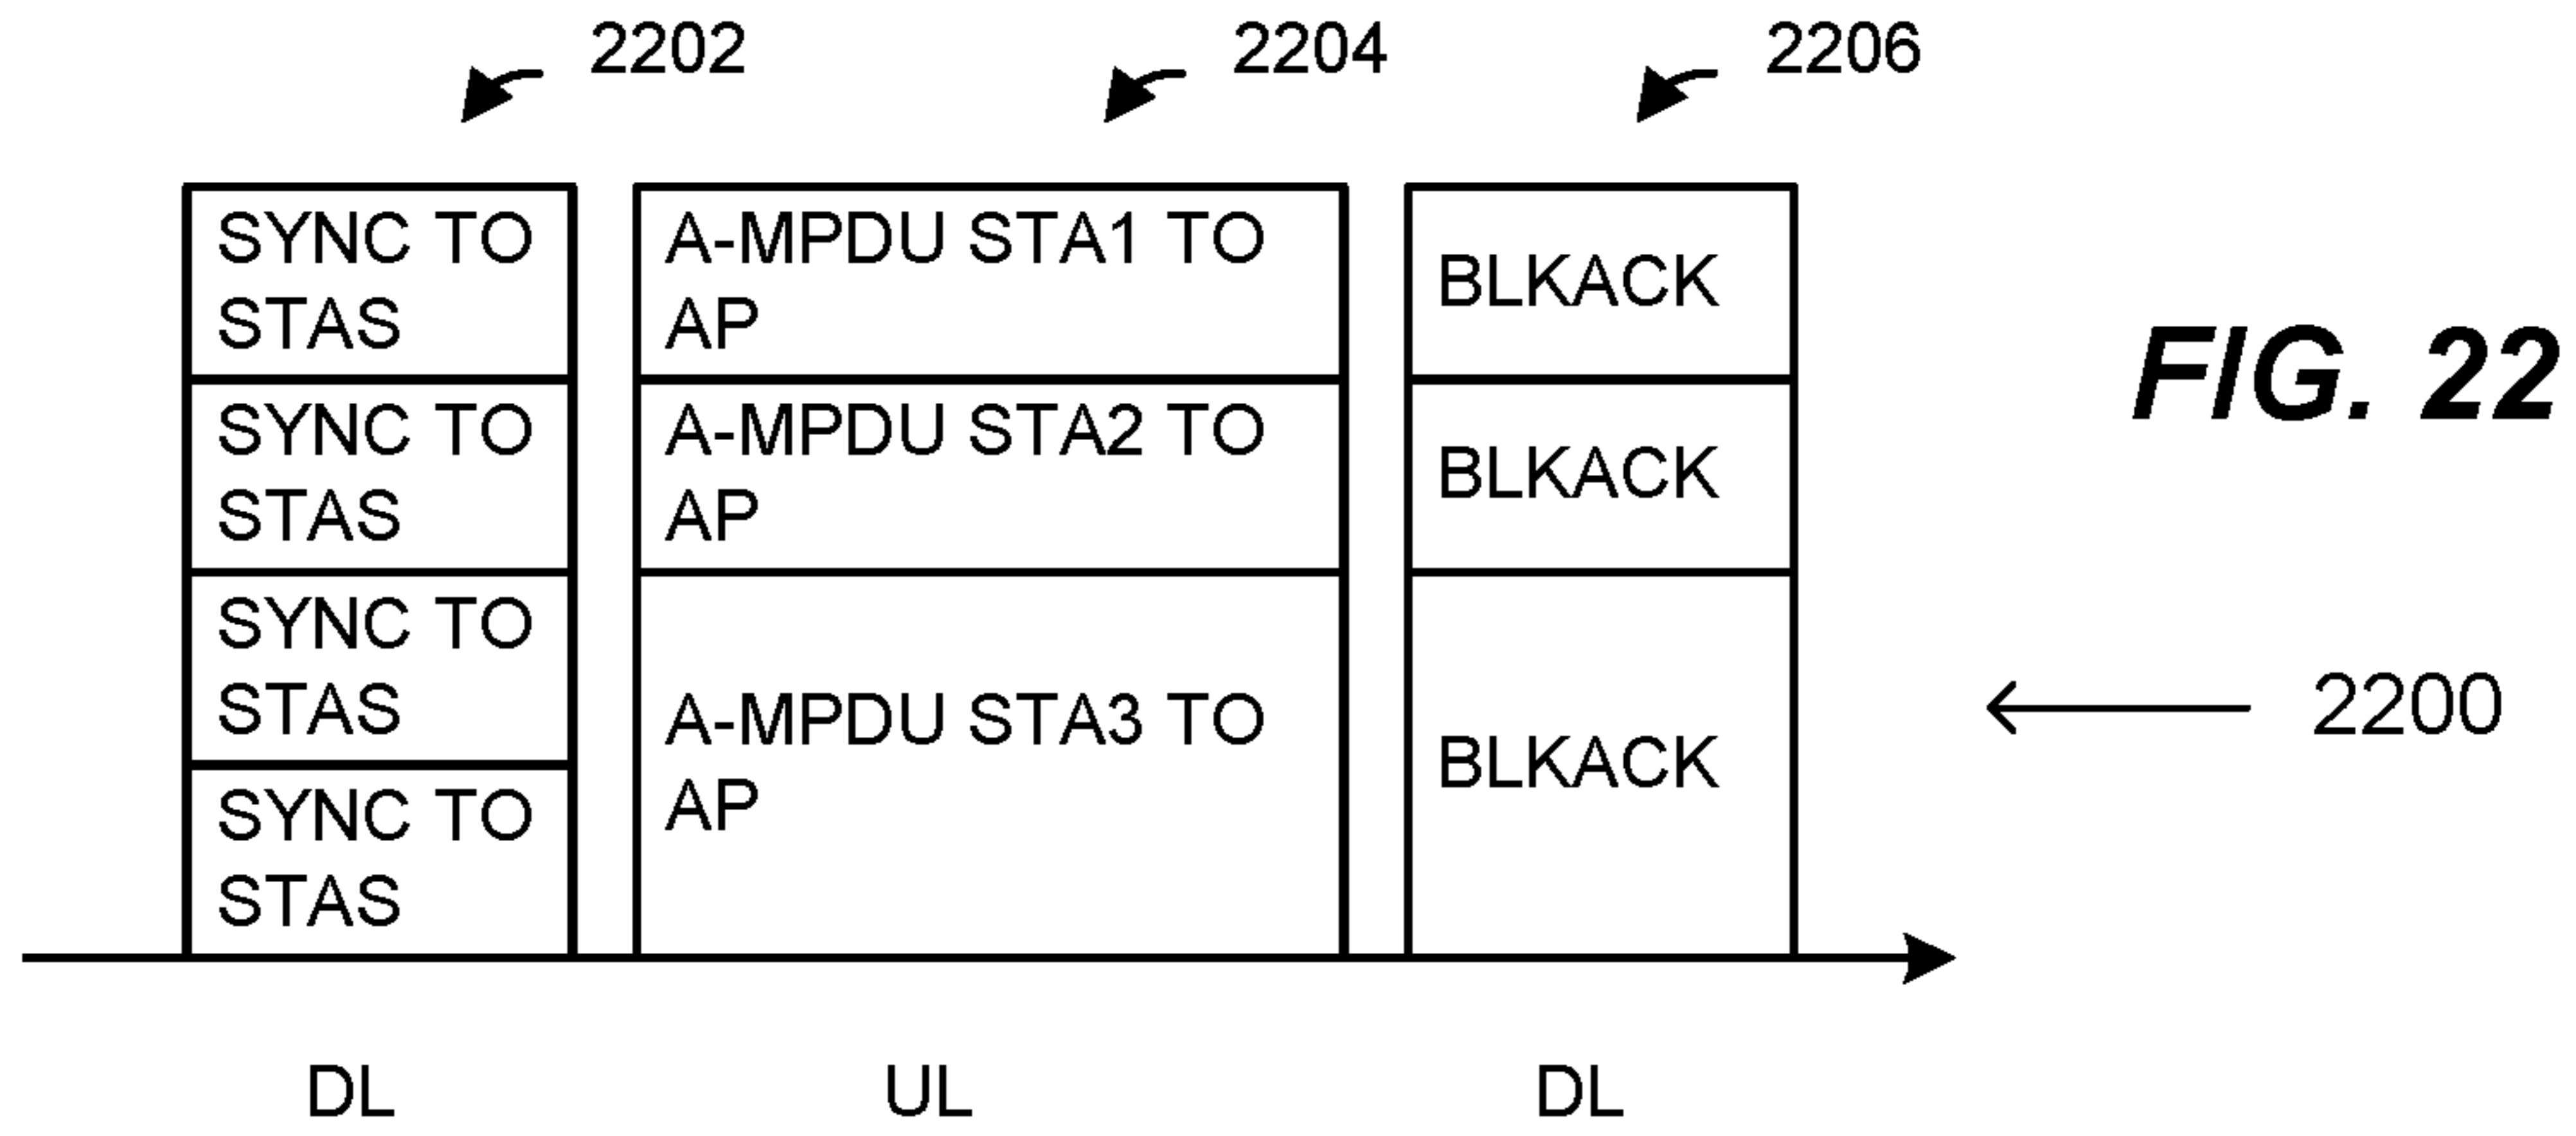 2202
2204
2206
SYNC TO
STAS
SYNC TO
STAS
SYNC TO
STAS
SYNC TO
STAS
A-MPDU STA1 TO
AP
A-MPDU STA2 TO
AP
A-MPDU STA3 TO
AP
BLKACK
BLKACK
BLKACK
FIG. 22
2200
DL
UL
DL